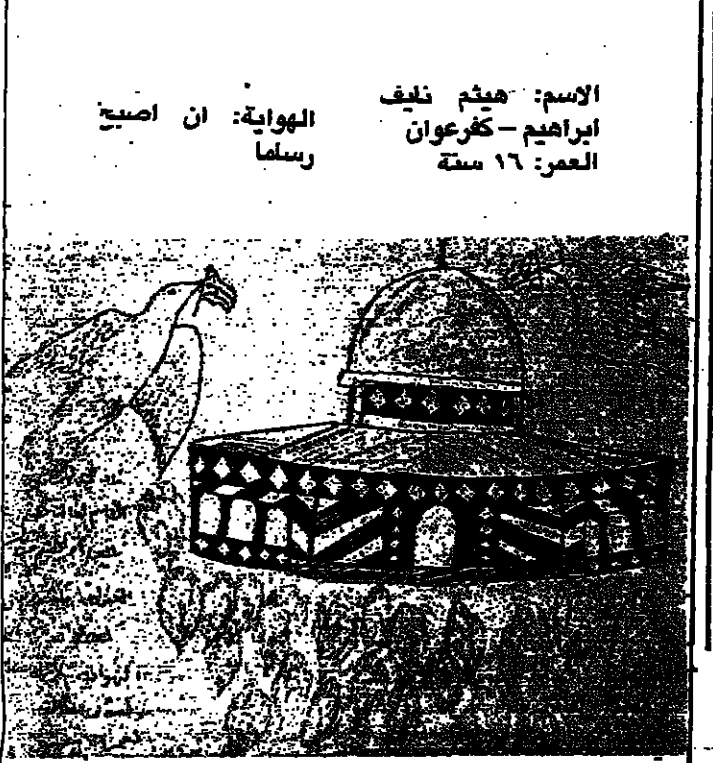 الاسم: هيثم نايف
ابراهيم – كفرعوان
العمر: ١٦ سنة
الهواية: ان اصبح
رساما